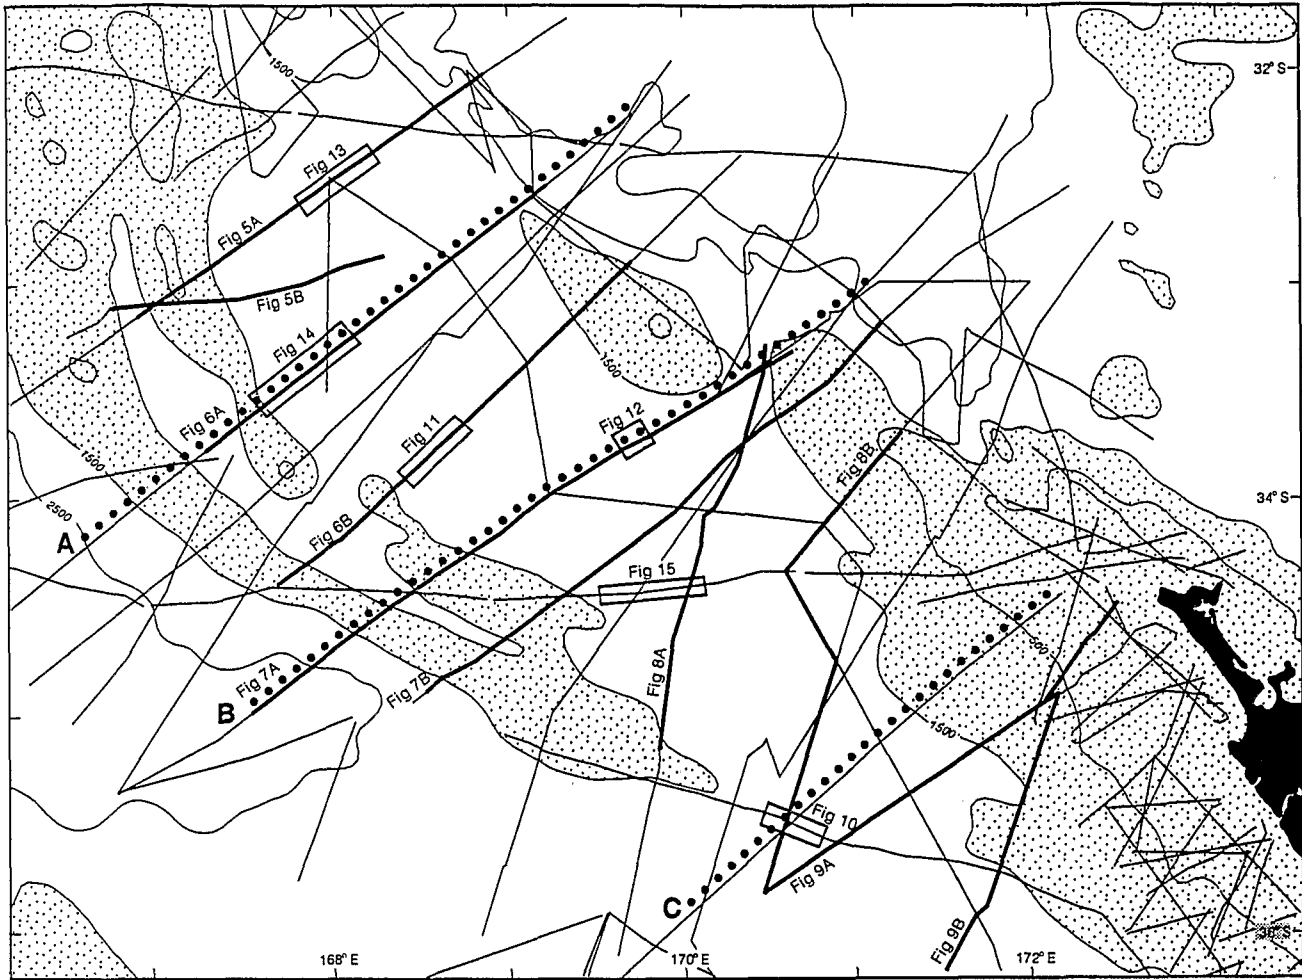 1500
32° S
Fig 13
Fig 5A
Fig 5B
Fig 14
1500
Fig 6A
Fig 12
Fig 11
1500
Fig 8B
2500
34° S
A
Fig 6B
Fig 15
500
Fig 8A
Fig 7A
Fig 7B
B
1500
Fig 10
Fig 9A
C
Fig 9B
36° S
168° E
170° E
172° E